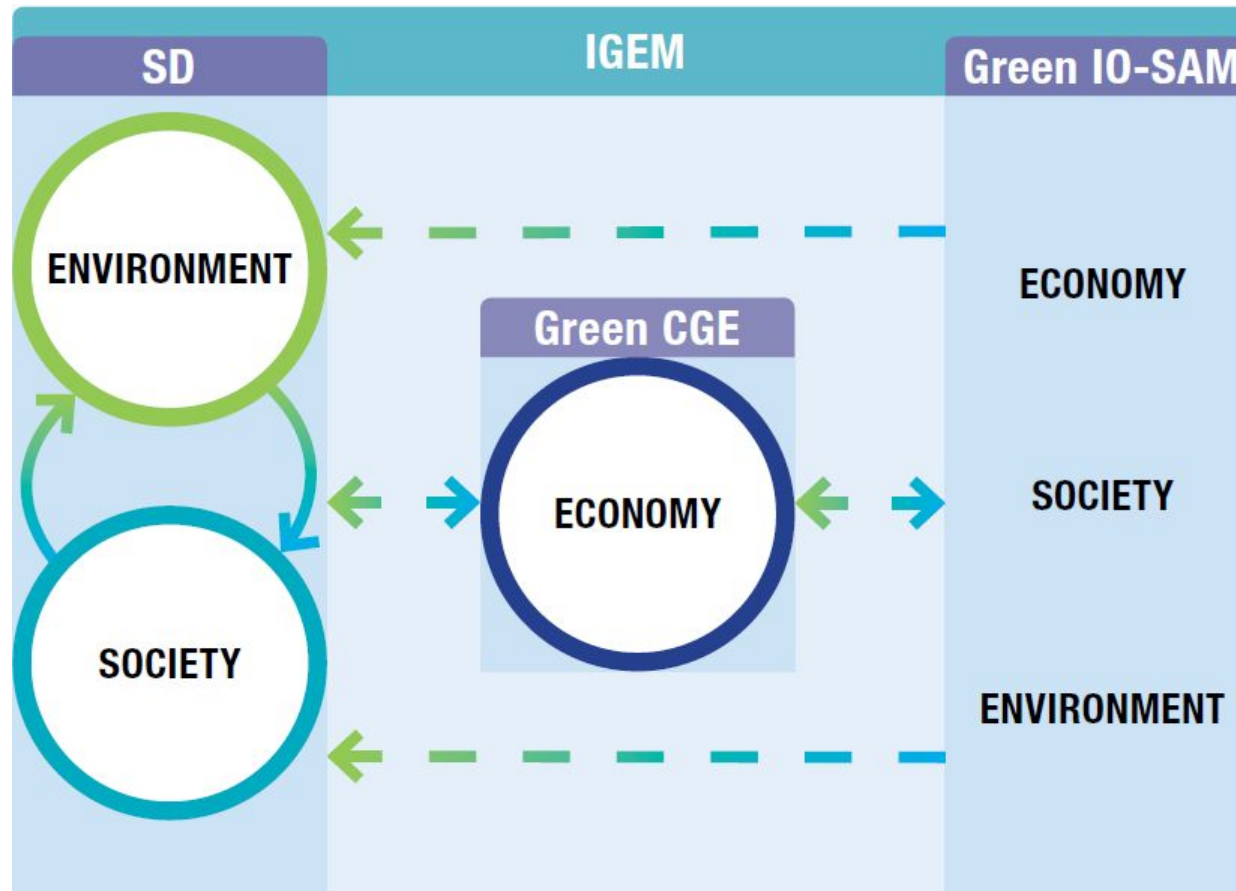 IGEM
SD
Green IO-SAM
ENVIRONMENT
ECONOMY
Green CGE
ECONOMY
SOCIETY
SOCIETY
ENVIRONMENT